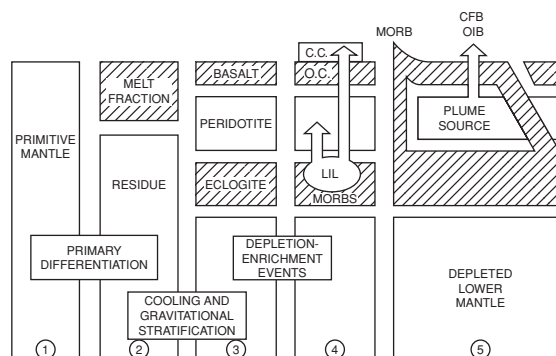 PRIMITIVE
MANTLE
MELT
FRACTION
RESIDUE
BASALT
PERIDOTITE
ECLOGITE
C.C.
O.C.
LIL
MORBS
MORB
CFB
OIB
PLUME
SOURCE
DEPLETED
LOWER
MANTLE
PRIMARY
DIFFERENTIATION
COOLING AND
GRAVITATIONAL
STRATIFICATION
DEPLETION-
ENRICHMENT
EVENTS
1
2
3
4
5